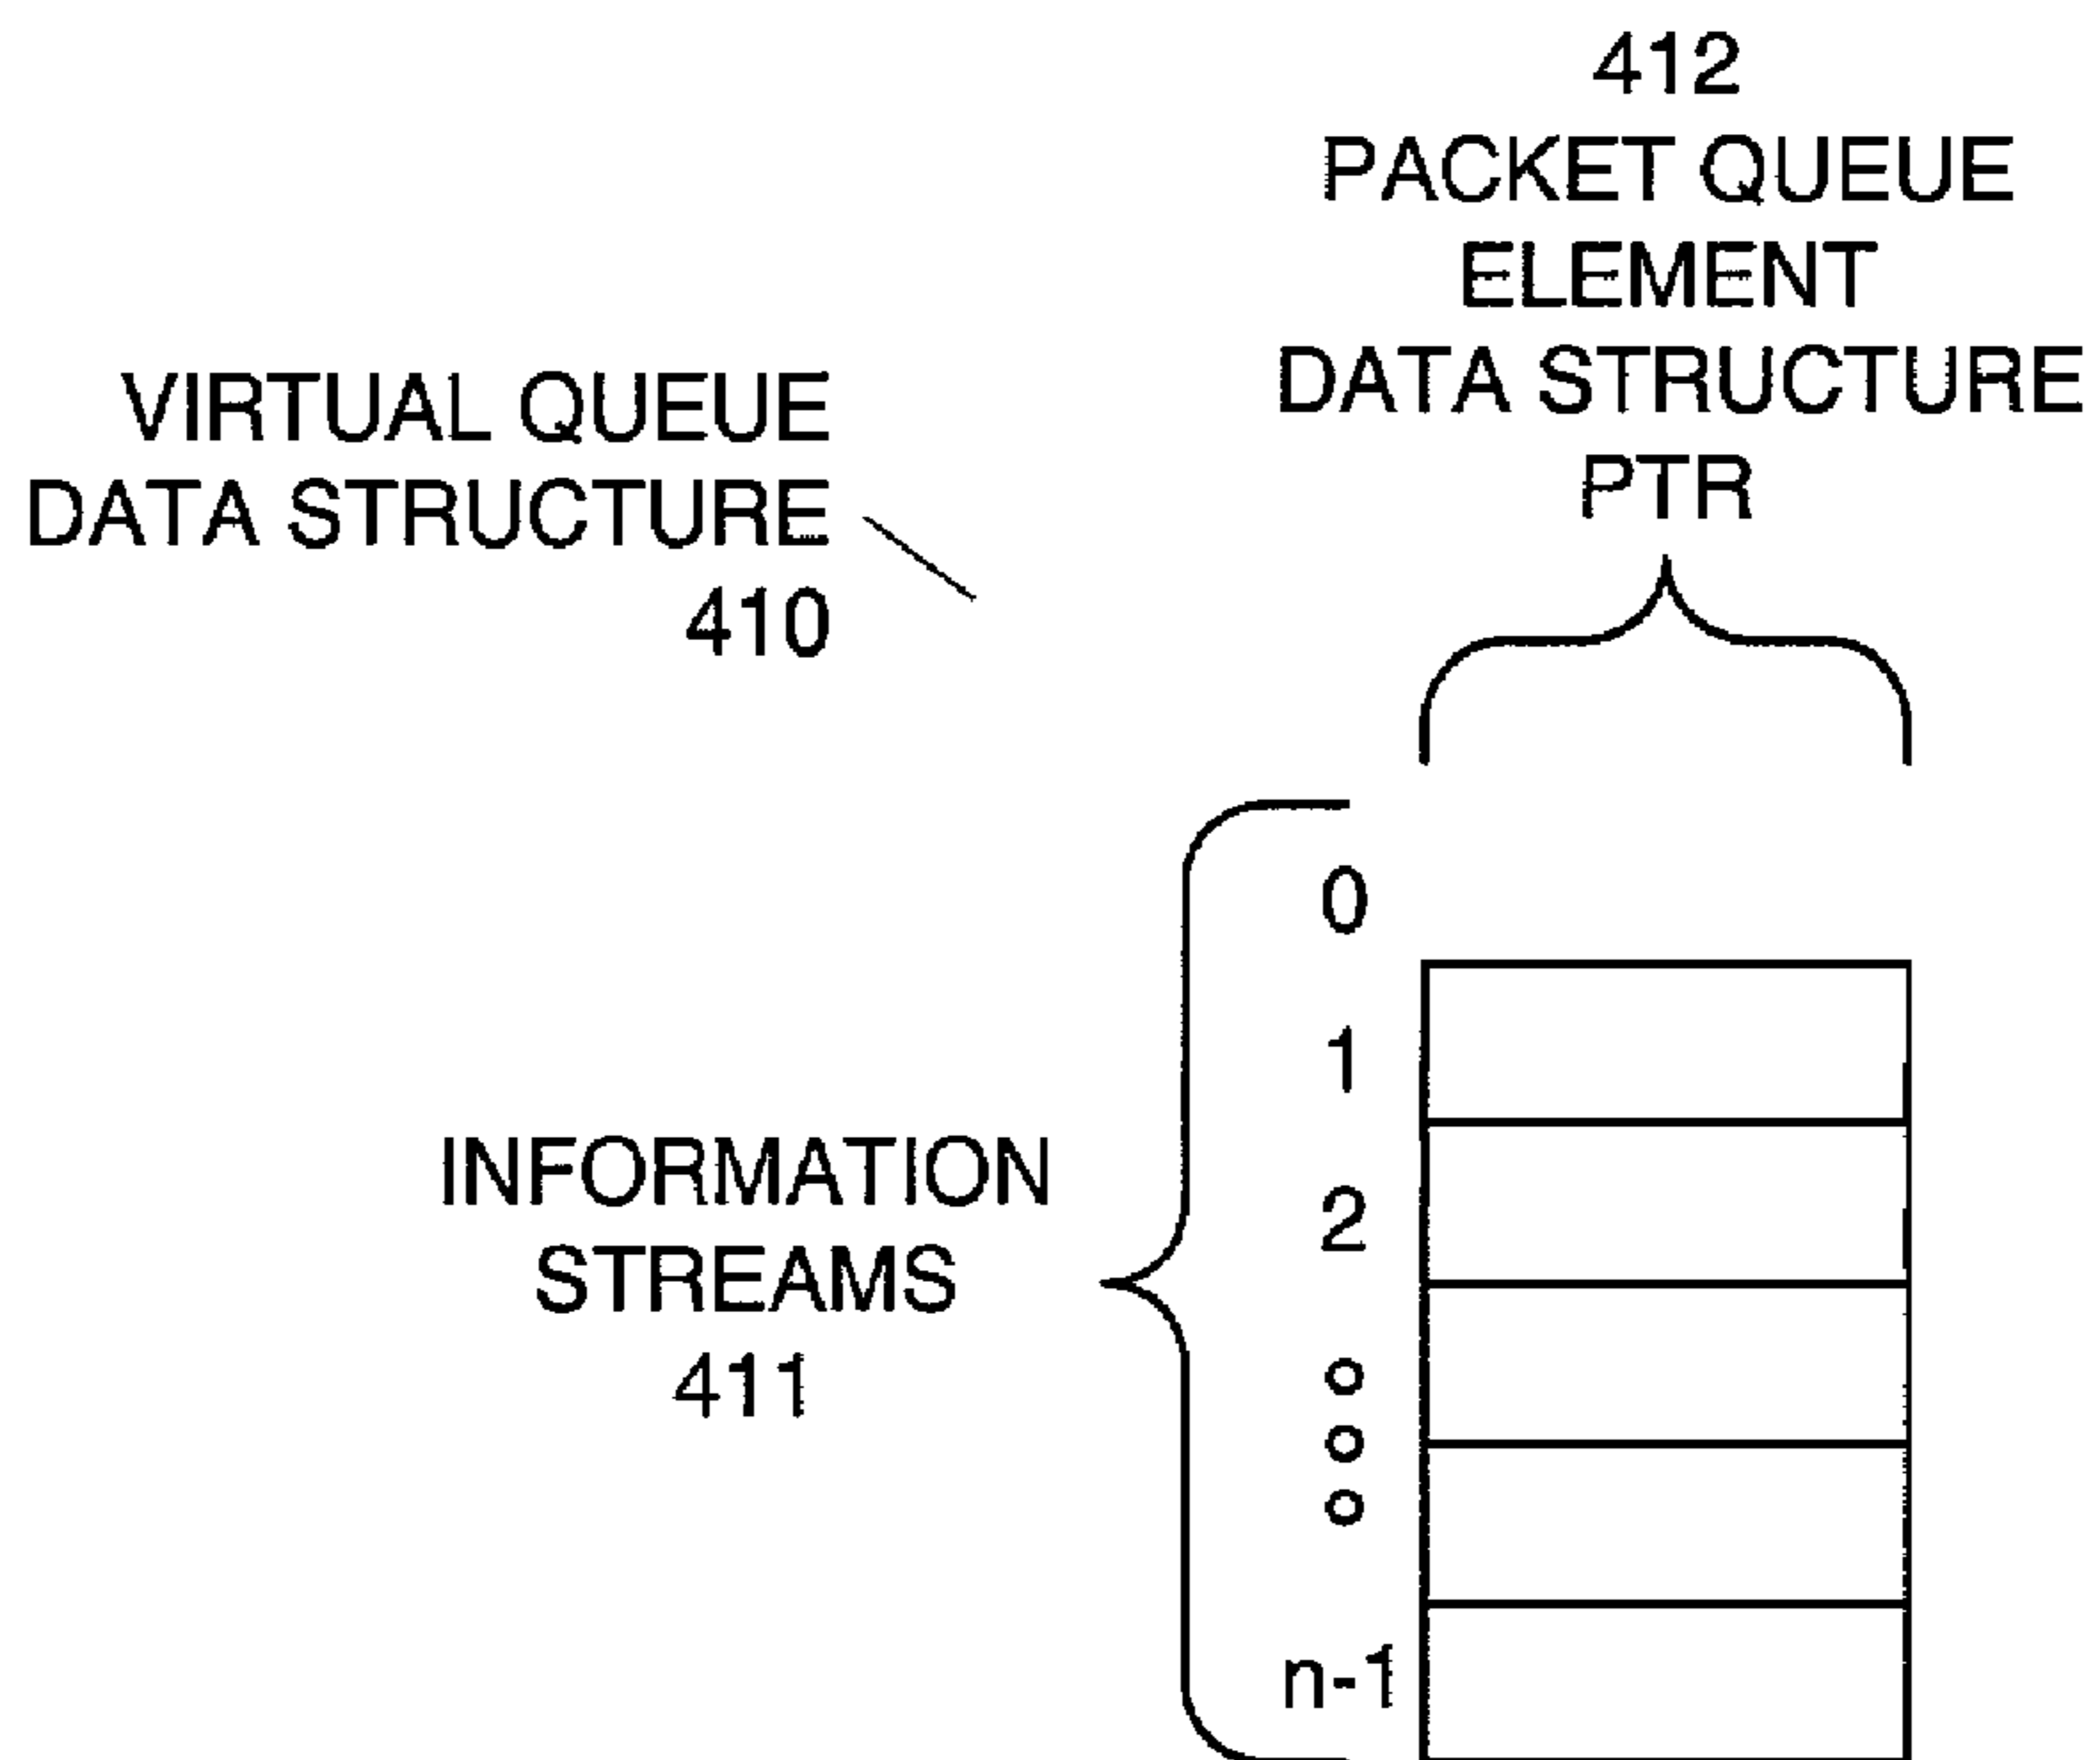 412
PACKET QUEUE
ELEMENT
DATA STRUCTURE
PTR
VIRTUAL QUEUE
DATA STRUCTURE
410
0
1
2
n-1
INFORMATION
STREAMS
411